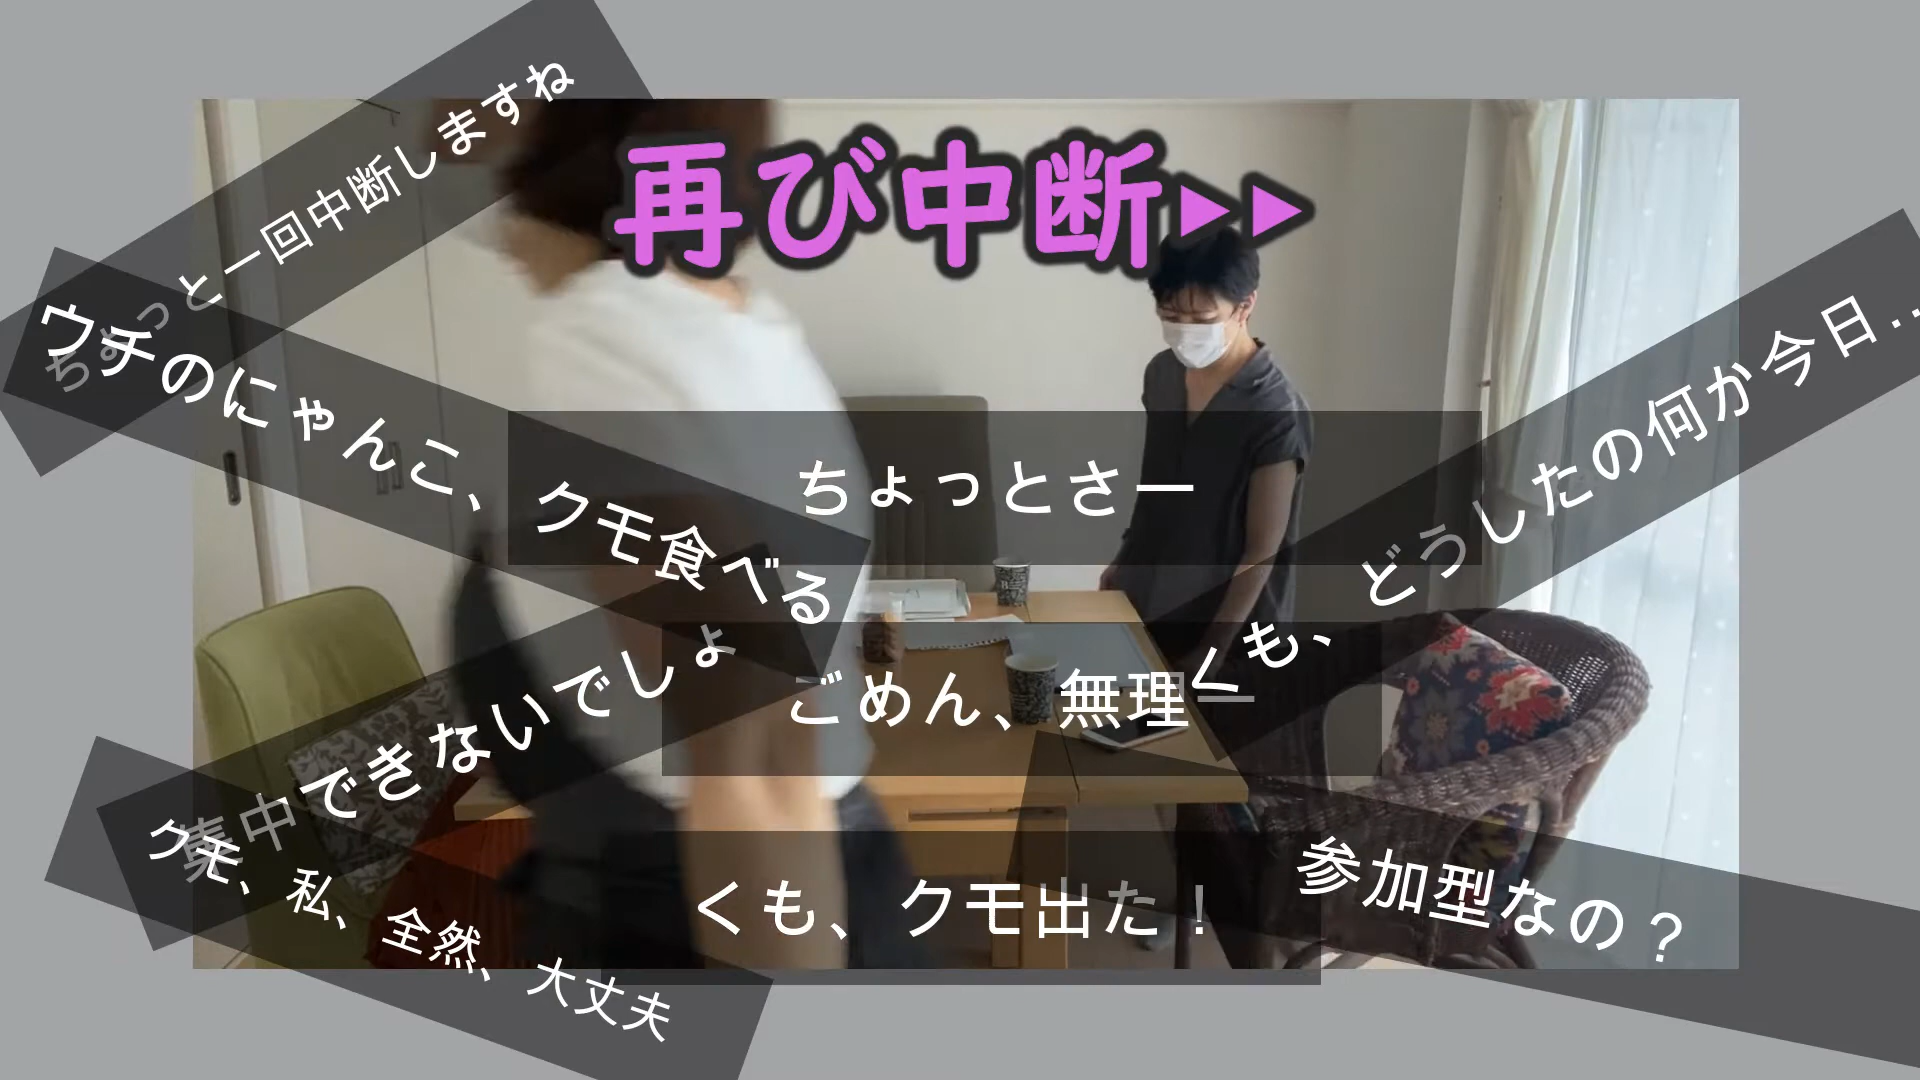 再び中断▶▶
ちょっと一回中断しますね
ウチのにゃんこ、クモ食べる
ちょっとさー
くも、どうしたの何か今日…
集中できないでしょ
ごめん、無理ー
クモ、私、全然、大丈夫
くも、クモ出た！
参加型なの？